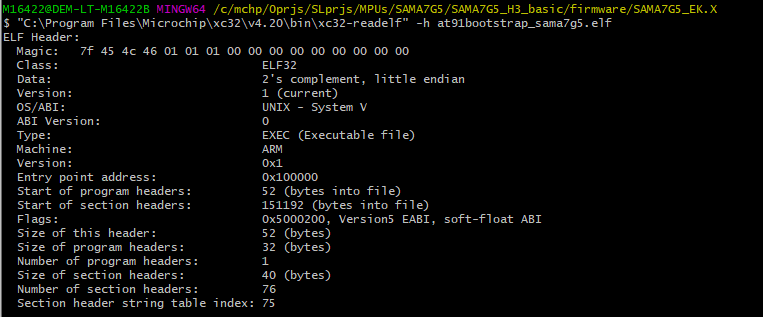 M16422@DEM-LT-M16422B MINGW64 /c/mchp/Oprjs/SLprjs/MPUs/SAMA7G5/SAMA7G5_H3_basic/firmware/SAMA7G5_EK.X
$ "C:\Program Files\Microchip\xc32\v4.20\bin\xc32-readelf" -h at91bootstrap_sama7g5.elf
ELF Header:
  Magic:   7f 45 4c 46 01 01 01 00 00 00 00 00 00 00 00 00
  Class:                             ELF32
  Data:                              2's complement, little endian
  Version:                           1 (current)
  OS/ABI:                            UNIX - System V
  ABI Version:                       0
  Type:                              EXEC (Executable file)
  Machine:                           ARM
  Version:                           0x1
  Entry point address:               0x100000
  Start of program headers:          52 (bytes into file)
  Start of section headers:          151192 (bytes into file)
  Flags:                             0x5000200, Version5 EABI, soft-float ABI
  Size of this header:               52 (bytes)
  Size of program headers:           32 (bytes)
  Number of program headers:         1
  Size of section headers:           40 (bytes)
  Number of section headers:         76
  Section header string table index: 75